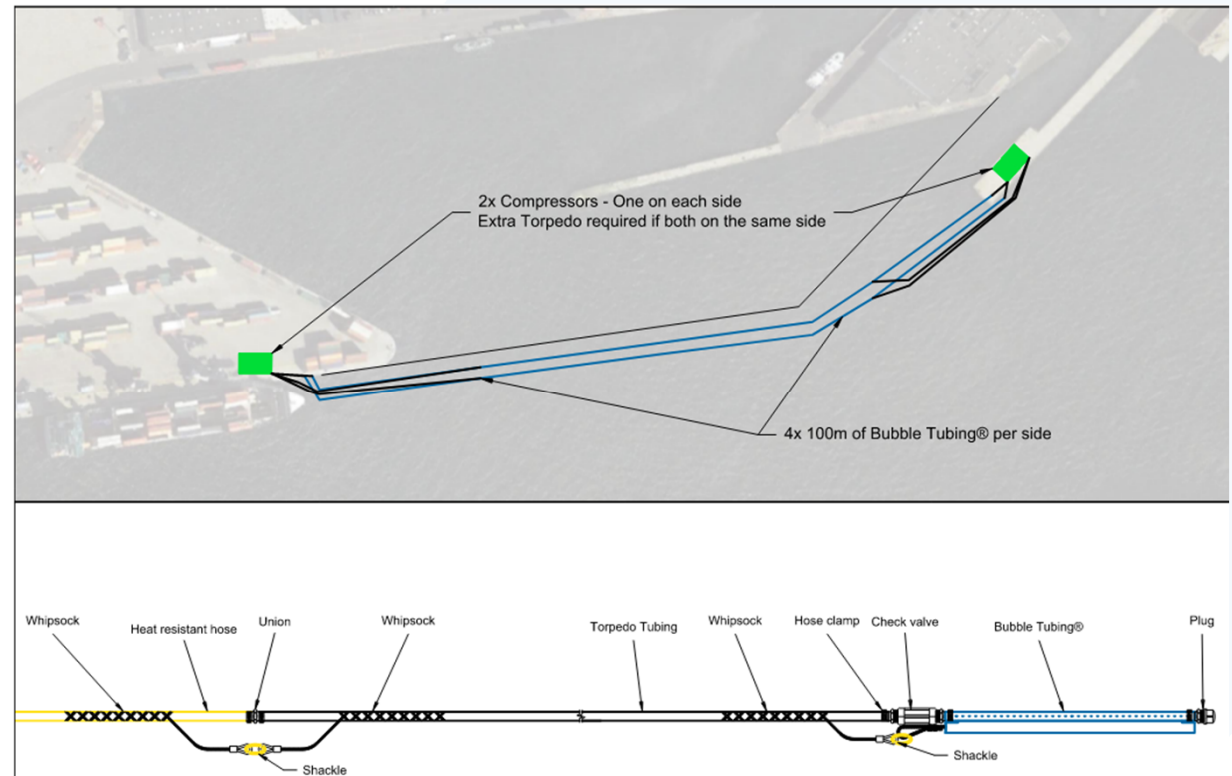 2x Compressors - One on each side
Extra Torpedo required if both on the same side
4x 100m of Bubble Tubing® per side
Whipsock
Heat resistant hose
Union
Whipsock
Torpedo Tubing
Whipsock
Hose clamp
Check valve
Bubble Tubing®
Plug
Shackle
Shackle